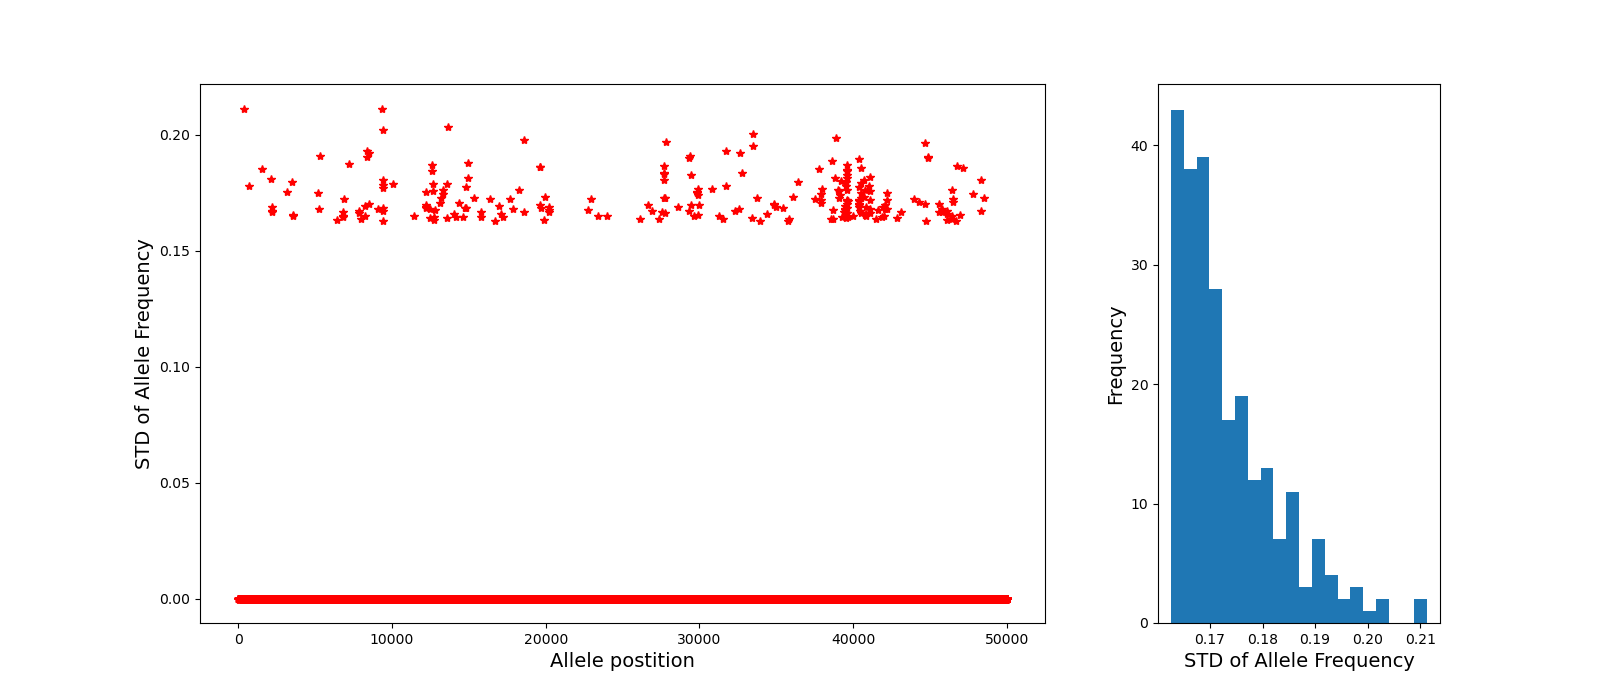 STD of Allele Frequency
0.20
0.15
0.10
0.05
0.00
0 10000 20000 30000 40000 50000
Allele postition
Frequency
40
30
20
10
0
0.17 0.18 0.19 0.20 0.21
STD of Allele Frequency